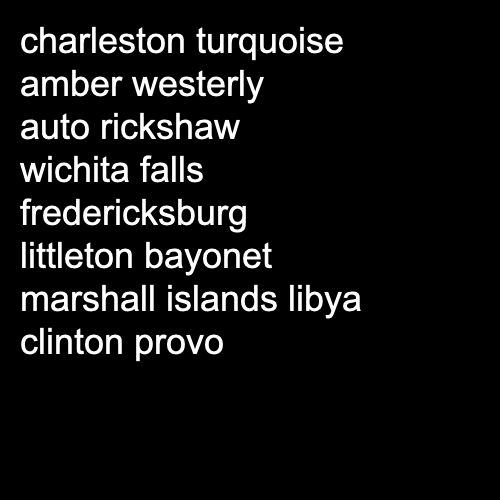 charleston turquoise
amber westerly
auto rickshaw
wichita falls
fredericksburg
littleton bayonet
marshall islands libya
clinton provo